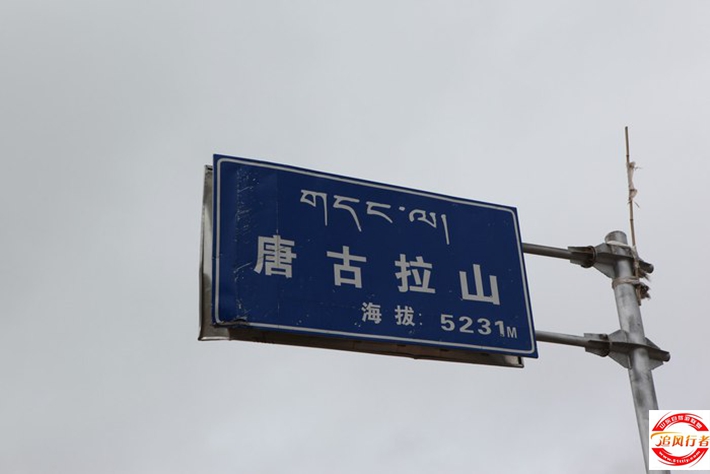 གདང་ལ།
唐古拉山
海拔: 5231M
追风行者